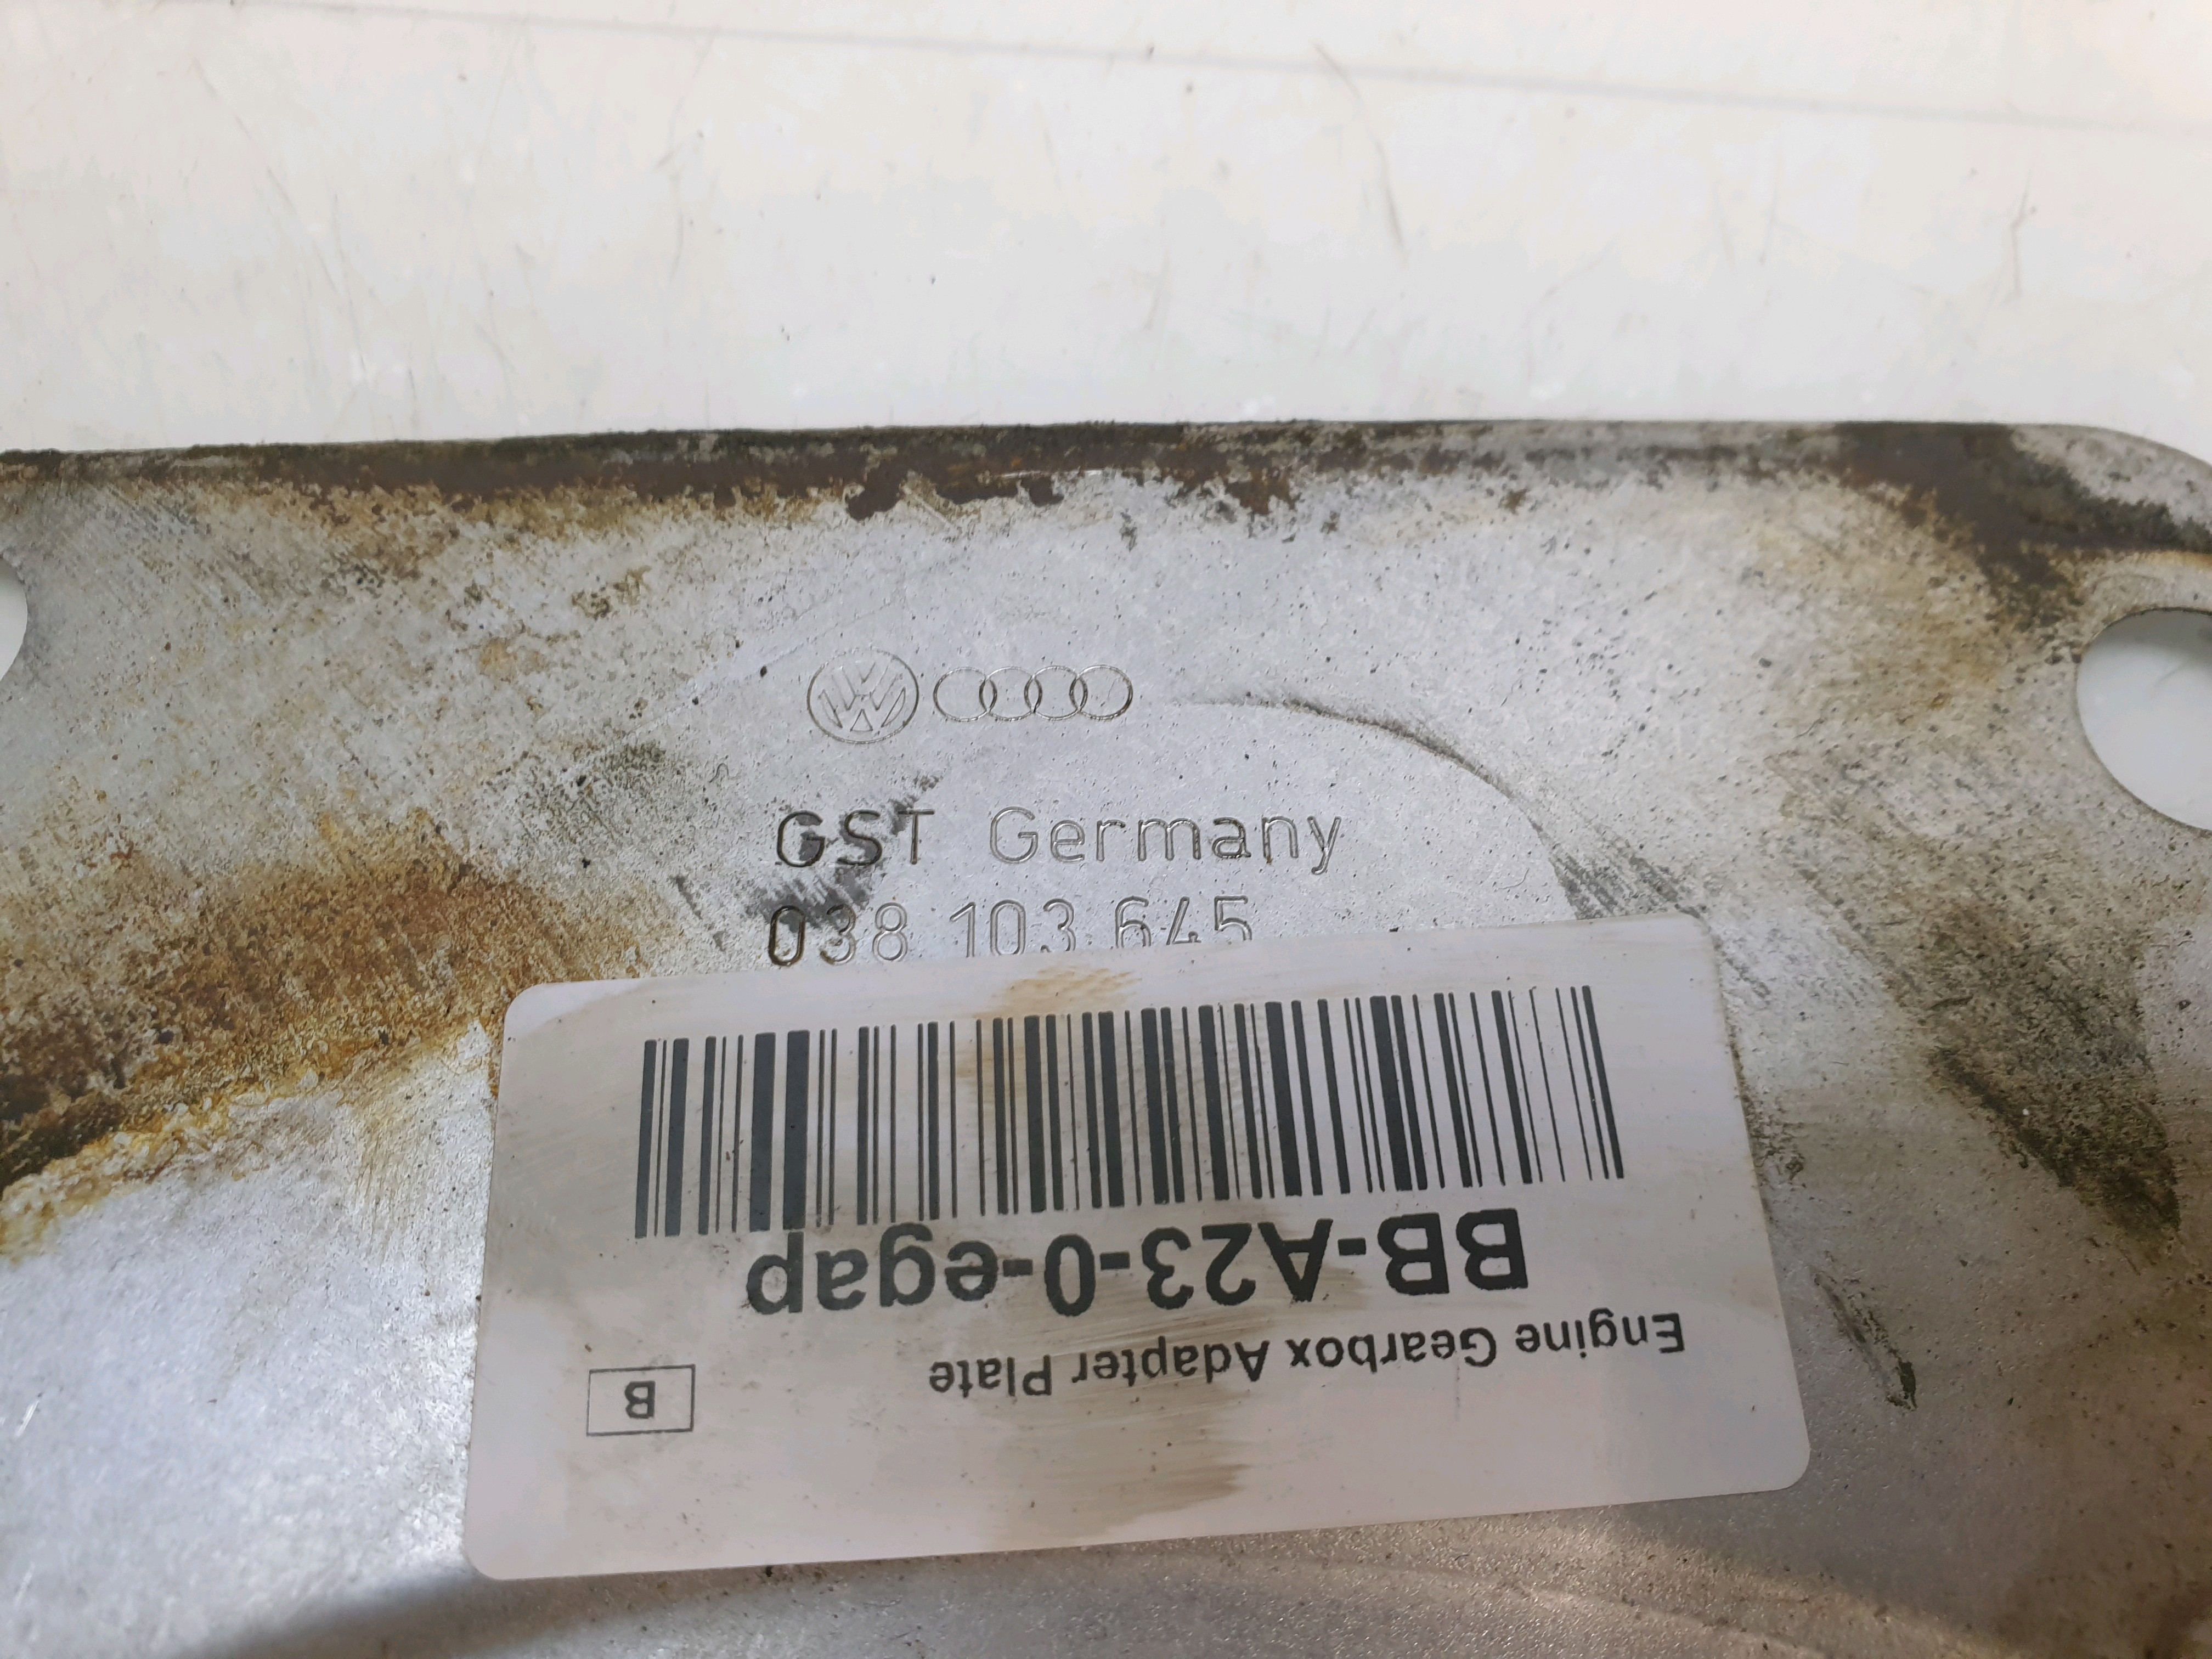 GST Germany
038 103 645
Engine Gearbox Adapter Plate
B
BB-A23-0-egap